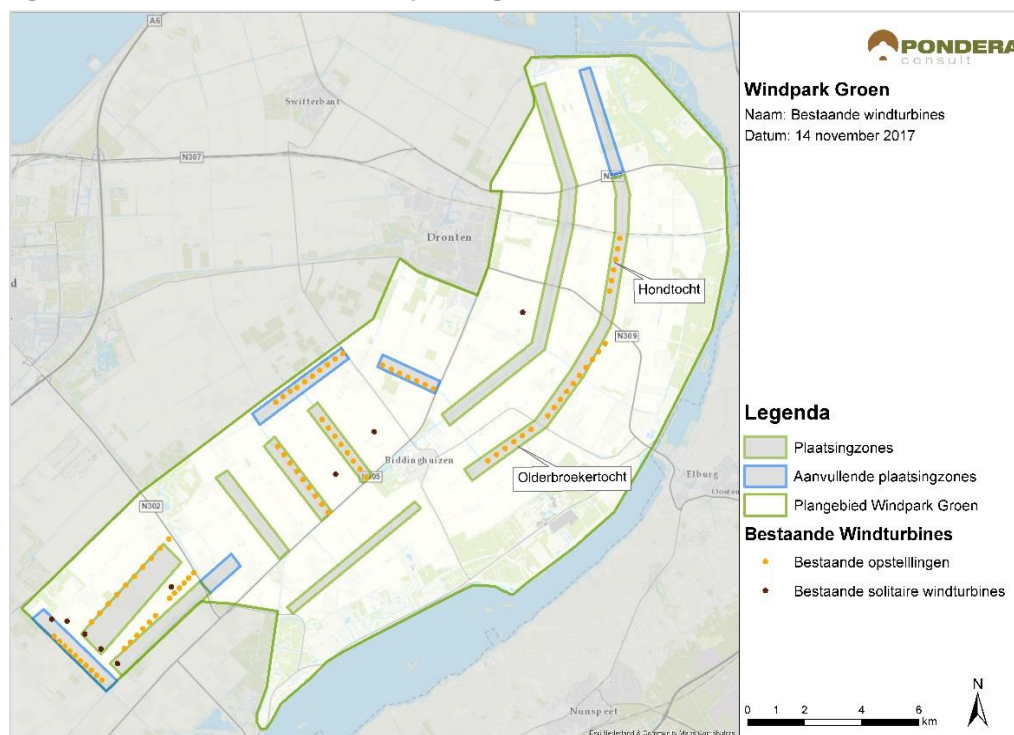 A6
Swifterbant
N307
N307
Dronten
Hondtocht
N309
Biddinghuizen
N305
Olderbroekertocht
Elburg
N302
Nunspeet
d
PONDERA
consult
Windpark Groen
Naam: Bestaande windturbines
Datum: 14 november 2017
Legenda
Plaatsingzones
Aanvullende plaatsingzones
Plangebied Windpark Groen
Bestaande Windturbines
Bestaande opstelllingen
Bestaande solitaire windturbines
N
0 1 2 4 6
km